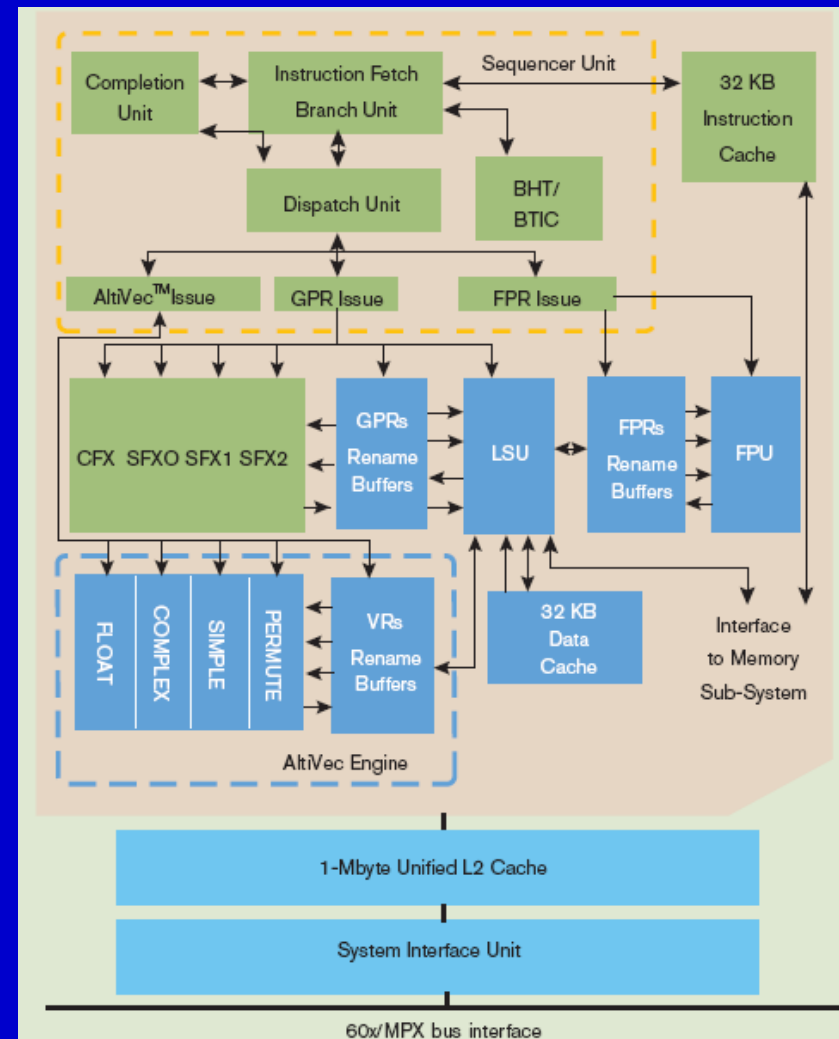 Completion
Unit
Instruction Fetch
Branch Unit
Sequencer Unit
32 KB
Instruction
Cache
Dispatch Unit
BHT/
BTIC
AltiVec™ Issue
GPR Issue
FPR Issue
CFX SFXO SFX1 SFX2
GPRs
Rename
Buffers
LSU
FPRs
Rename
Buffers
FPU
FLOAT
COMPLEX
SIMPLE
PERMUTE
VRs
Rename
Buffers
32 KB
Data
Cache
Interface
to Memory
Sub-System
AltiVec Engine
1-Mbyte Unified L2 Cache
System Interface Unit
60x/MPX bus interface